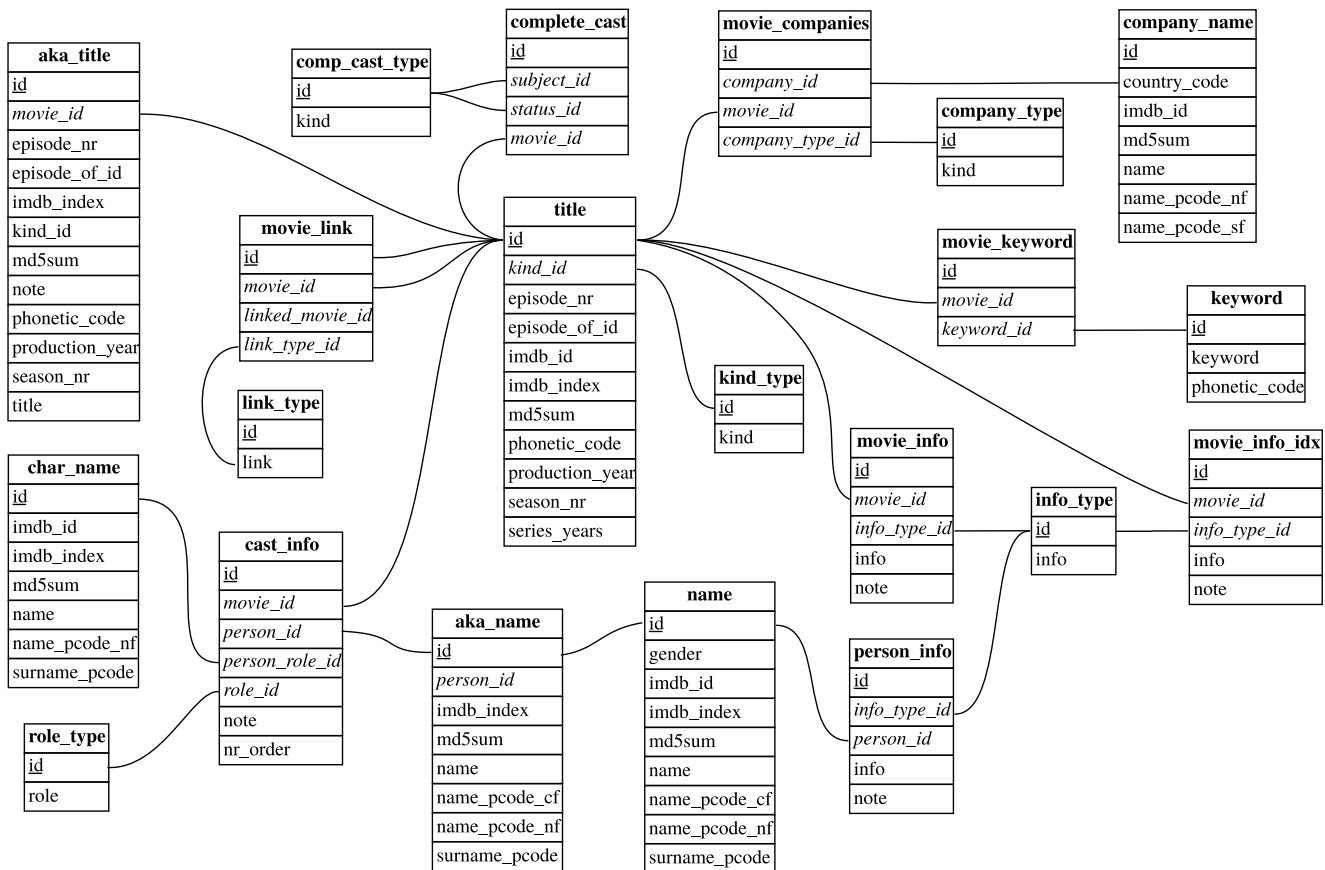 aka_title
id
movie_id
episode_nr
episode_of_id
imdb_index
kind_id
md5sum
note
phonetic_code
production_year
season_nr
title
comp_cast_type
id
kind
complete_cast
id
subject_id
status_id
movie_id
movie_companies
id
company_id
movie_id
company_type_id
company_name
id
country_code
imdb_id
md5sum
name
name_pcode_nf
name_pcode_sf
company_type
id
kind
movie_link
id
movie_id
linked_movie_id
link_type_id
title
id
kind_id
episode_nr
episode_of_id
imdb_id
imdb_index
md5sum
phonetic_code
production_year
season_nr
series_years
movie_keyword
id
movie_id
keyword_id
keyword
id
keyword
phonetic_code
link_type
id
link
kind_type
id
kind
char_name
id
imdb_id
imdb_index
md5sum
name
name_pcode_nf
surname_pcode
cast_info
id
movie_id
person_id
person_role_id
role_id
note
nr_order
movie_info
id
movie_id
info_type_id
info
note
info_type
id
info
movie_info_idx
id
movie_id
info_type_id
info
note
role_type
id
role
aka_name
id
person_id
imdb_index
md5sum
name
name_pcode_cf
name_pcode_nf
surname_pcode
name
id
gender
imdb_id
imdb_index
md5sum
name
name_pcode_cf
name_pcode_nf
surname_pcode
person_info
id
info_type_id
person_id
info
note